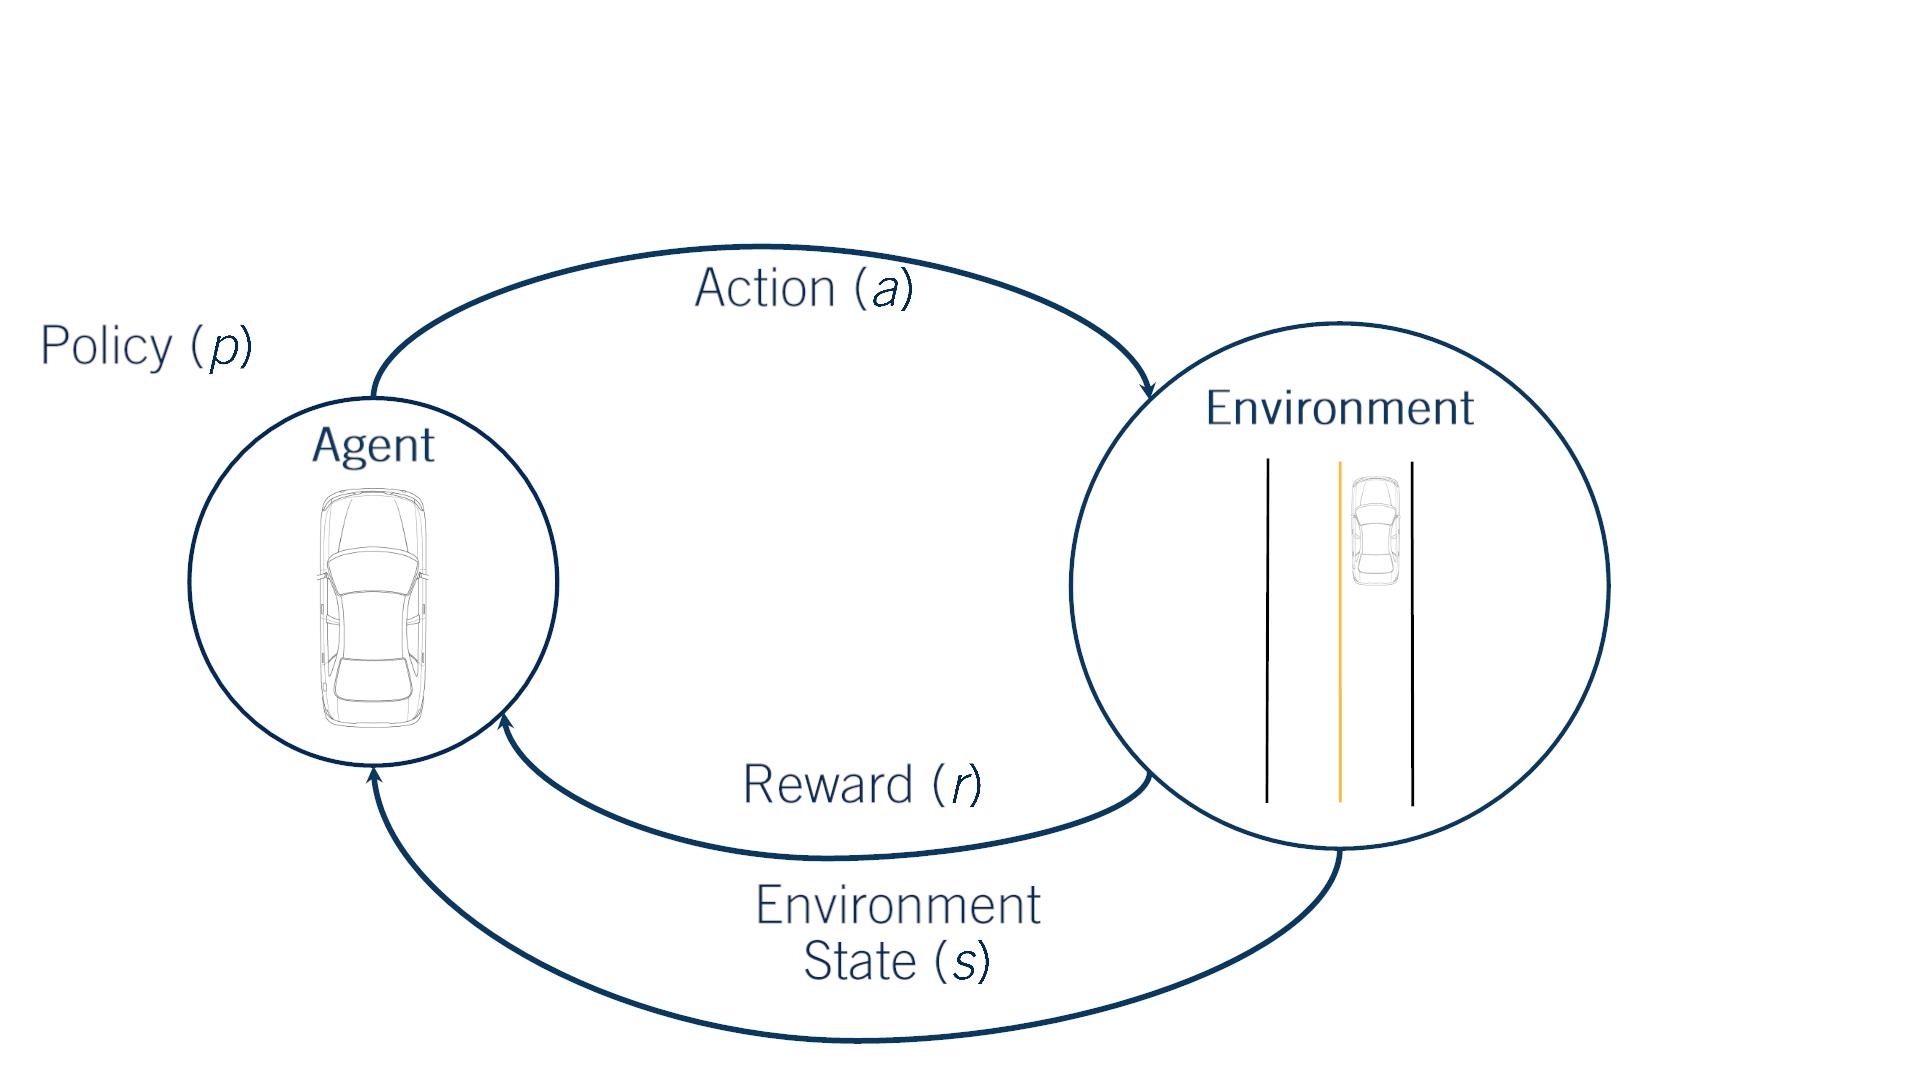 Action (a)
Policy (p)
Environment
Agent
Reward (r)
Environment
State (s)